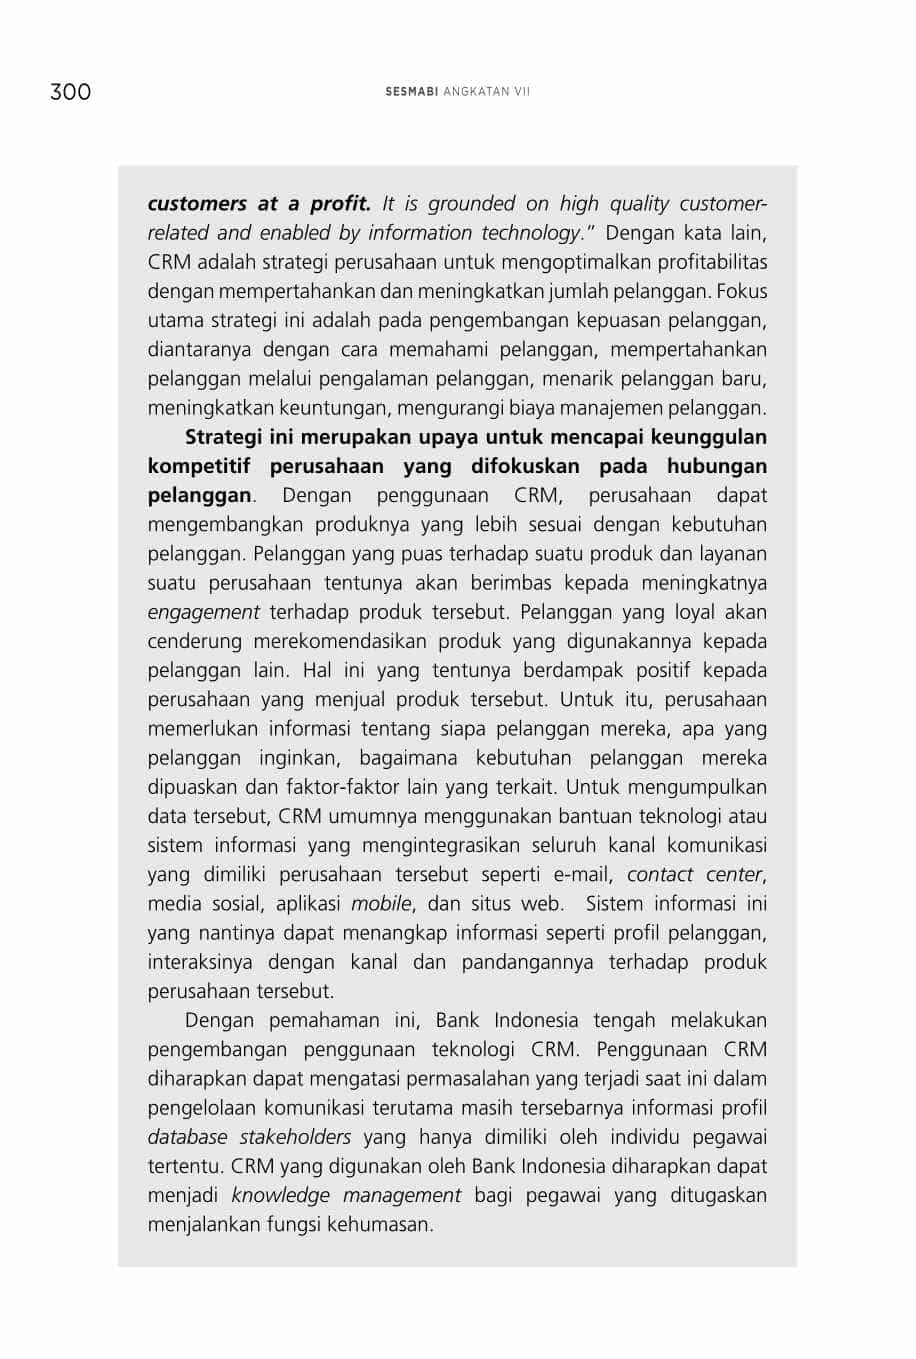 300
SESMABI ANGKATAN VII
customers at a profit. It is grounded on high quality customer-
related and enabled by information technology.” Dengan kata lain,
CRM adalah strategi perusahaan untuk mengoptimalkan profitabilitas
dengan mempertahankan dan meningkatkan jumlah pelanggan. Fokus
utama strategi ini adalah pada pengembangan kepuasan pelanggan,
diantaranya dengan cara memahami pelanggan, mempertahankan
pelanggan melalui pengalaman pelanggan, menarik pelanggan baru,
meningkatkan keuntungan, mengurangi biaya manajemen pelanggan.
Strategi ini merupakan upaya untuk mencapai keunggulan
kompetitif perusahaan yang difokuskan pada hubungan
pelanggan. Dengan penggunaan CRM, perusahaan dapat
mengembangkan produknya yang lebih sesuai dengan kebutuhan
pelanggan. Pelanggan yang puas terhadap suatu produk dan layanan
suatu perusahaan tentunya akan berimbas kepada meningkatnya
engagement terhadap produk tersebut. Pelanggan yang loyal akan
cenderung merekomendasikan produk yang digunakannya kepada
pelanggan lain. Hal ini yang tentunya berdampak positif kepada
perusahaan yang menjual produk tersebut. Untuk itu, perusahaan
memerlukan informasi tentang siapa pelanggan mereka, apa yang
pelanggan inginkan, bagaimana kebutuhan pelanggan mereka
dipuaskan dan faktor-faktor lain yang terkait. Untuk mengumpulkan
data tersebut, CRM umumnya menggunakan bantuan teknologi atau
sistem informasi yang mengintegrasikan seluruh kanal komunikasi
yang dimiliki perusahaan tersebut seperti e-mail, contact center,
media sosial, aplikasi mobile, dan situs web. Sistem informasi ini
yang nantinya dapat menangkap informasi seperti profil pelanggan,
interaksinya dengan kanal dan pandangannya terhadap produk
perusahaan tersebut.
Dengan pemahaman ini, Bank Indonesia tengah melakukan
pengembangan penggunaan teknologi CRM. Penggunaan CRM
diharapkan dapat mengatasi permasalahan yang terjadi saat ini dalam
pengelolaan komunikasi terutama masih tersebarnya informasi profil
database stakeholders yang hanya dimiliki oleh individu pegawai
tertentu. CRM yang digunakan oleh Bank Indonesia diharapkan dapat
menjadi knowledge management bagi pegawai yang ditugaskan
menjalankan fungsi kehumasan.